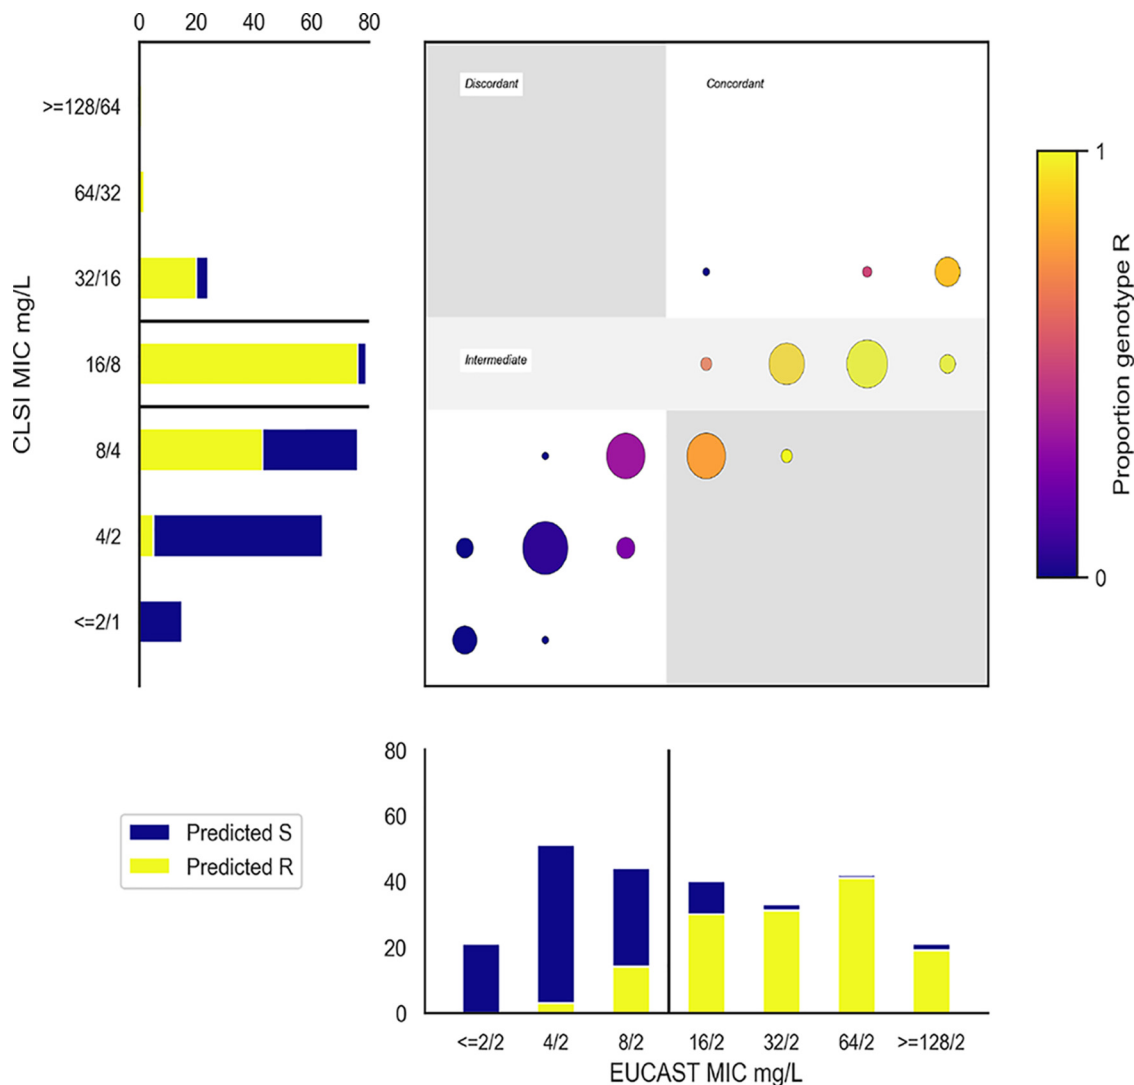 0 20 40 60 80
>=128/64
64/32
32/16
16/8
8/4
4/2
<=2/1
CLSI MIC mg/L
Discordant
Concordant
Intermediate
1
0
Proportion genotype R
80
60
40
20
0
<=2/2 4/2 8/2 16/2 32/2 64/2 >=128/2
EUCAST MIC mg/L
Predicted S
Predicted R